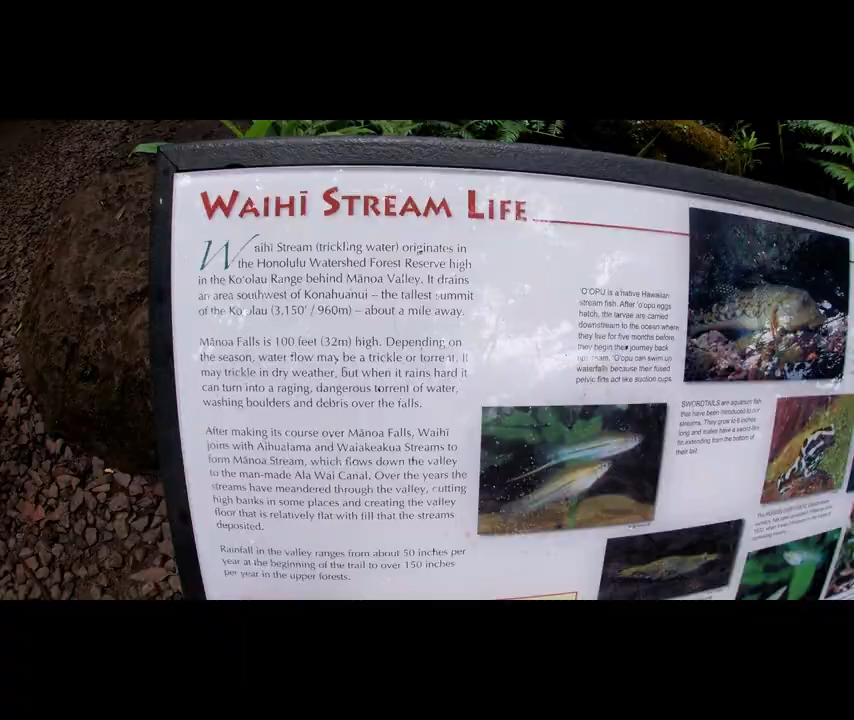 WAIHĪ STREAM LIFE
Waihī Stream (trickling water) originates in
the Honolulu Watershed Forest Reserve high
in the Ko'olau Range behind Mānoa Valley. It drains
an area southwest of Konahuanui – the tallest summit
of the Ko'olau (3,150' / 960m) – about a mile away.
Mānoa Falls is 100 feet (32m) high. Depending on
the season, water flow may be a trickle or torrent. It
may trickle in dry weather, but when it rains hard it
can turn into a raging, dangerous torrent of water,
washing boulders and debris over the falls.
After making its course over Mānoa Falls, Waihī
joins with Aihualama and Waiakeakua Streams to
form Mānoa Stream, which flows down the valley
to the man-made Ala Wai Canal. Over the years the
streams have meandered through the valley, cutting
high banks in some places and creating the valley
floor that is relatively flat with fill that the streams
deposited.
Rainfall in the valley ranges from about 50 inches per
year at the beginning of the trail to over 150 inches
per year in the upper forests.
'O'OPU is a native Hawaiian
stream fish. After 'o'opu eggs
hatch, the larvae are carried
downstream to the ocean where
they live for five months before
they begin their journey back
upstream. 'O'opu can swim up
waterfalls because their fused
pelvic fins act like suction cups.
SWORDTAILS are aquarium fish
that have been introduced to our
streams. They grow to 5 inches
long and males have a sword-like
fin extending from the bottom of
their tail.